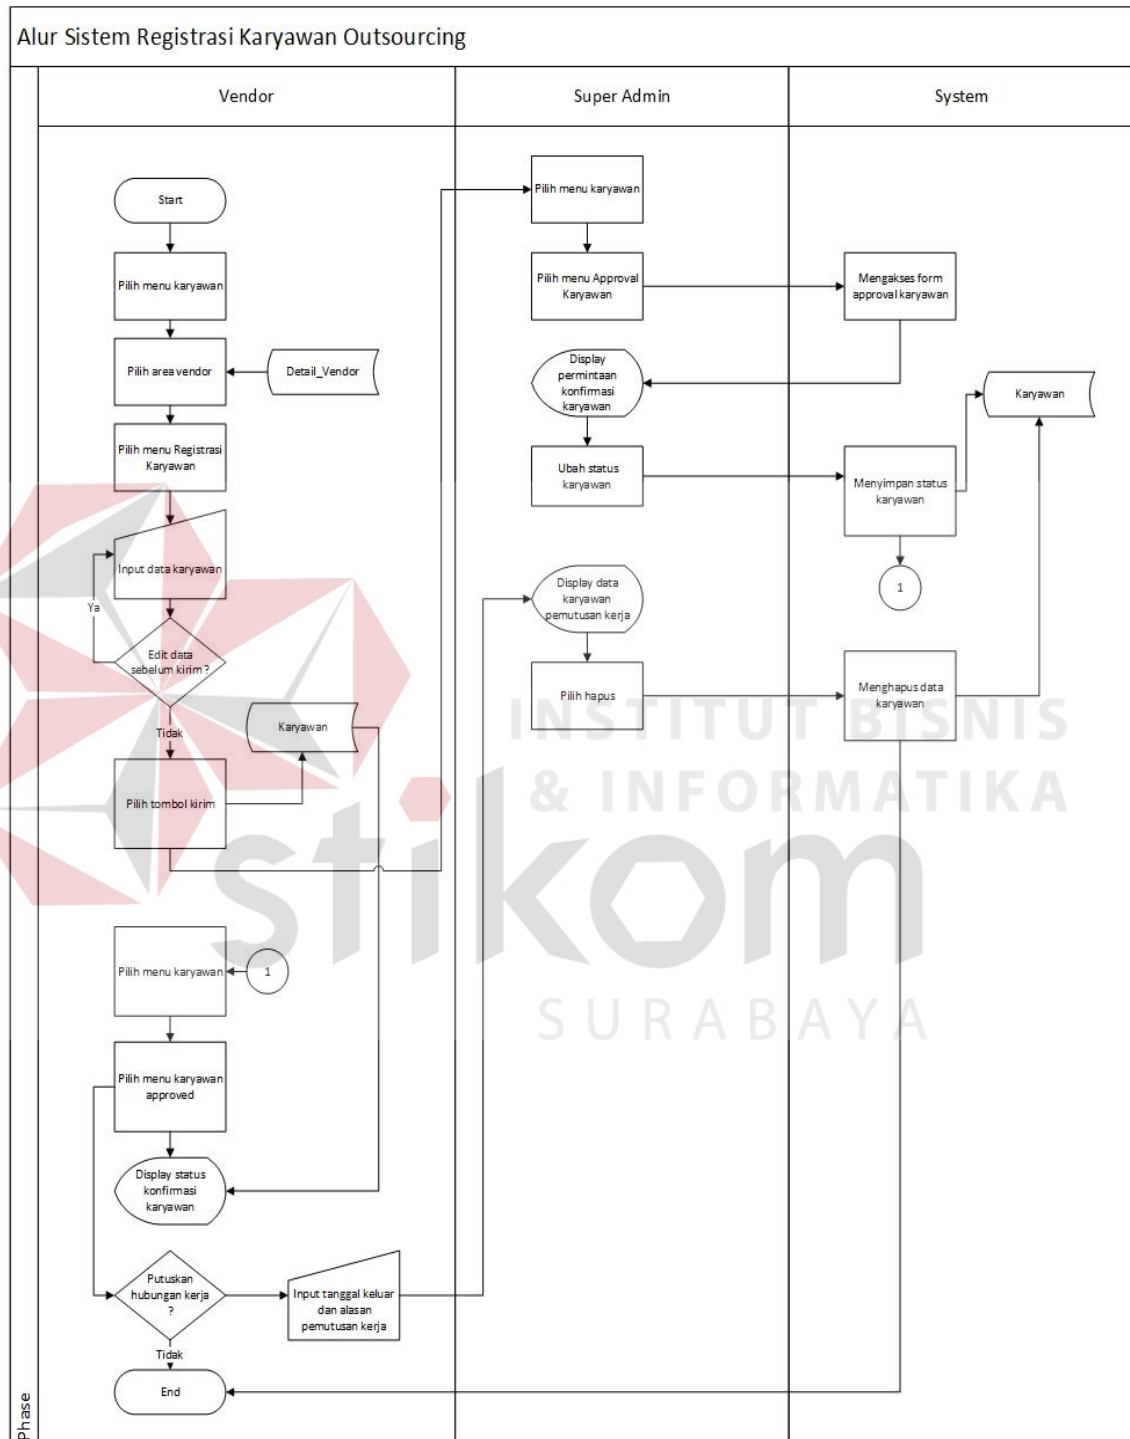 Alur Sistem Registrasi Karyawan Outsourcing
Vendor
Super Admin
System
Phase
Start
Pilih menu karyawan
Pilih area vendor
Detail_Vendor
Pilih menu Registrasi
Karyawan
Input data karyawan
Ya
Edit data
sebelum kirim ?
Tidak
Karyawan
Pilih tombol kirim
Pilih menu karyawan
1
Pilih menu karyawan
approved
Display status
konfirmasi
karyawan
Putuskan
hubungan kerja
?
Input tanggal keluar
dan alasan
pemutusan kerja
Tidak
End
Pilih menu karyawan
Pilih menu Approval
Karyawan
Display
permintaan
konfirmasi
karyawan
Ubah status
karyawan
Display data
karyawan
pemutusan kerja
Pilih hapus
Mengakses form
approval karyawan
Karyawan
Menyimpan status
karyawan
1
Menghapus data
karyawan
INSTITUT BISNIS
& INFORMATIKA
stikom
SURABAYA